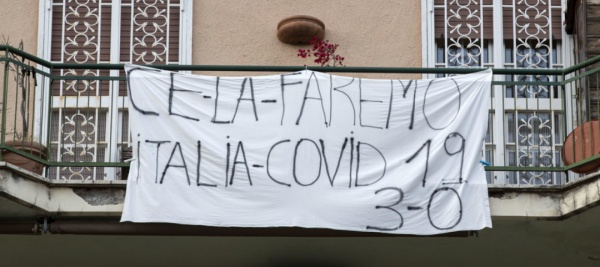 CE-LA-FAREMO
ITALIA-COVID 19
3-0